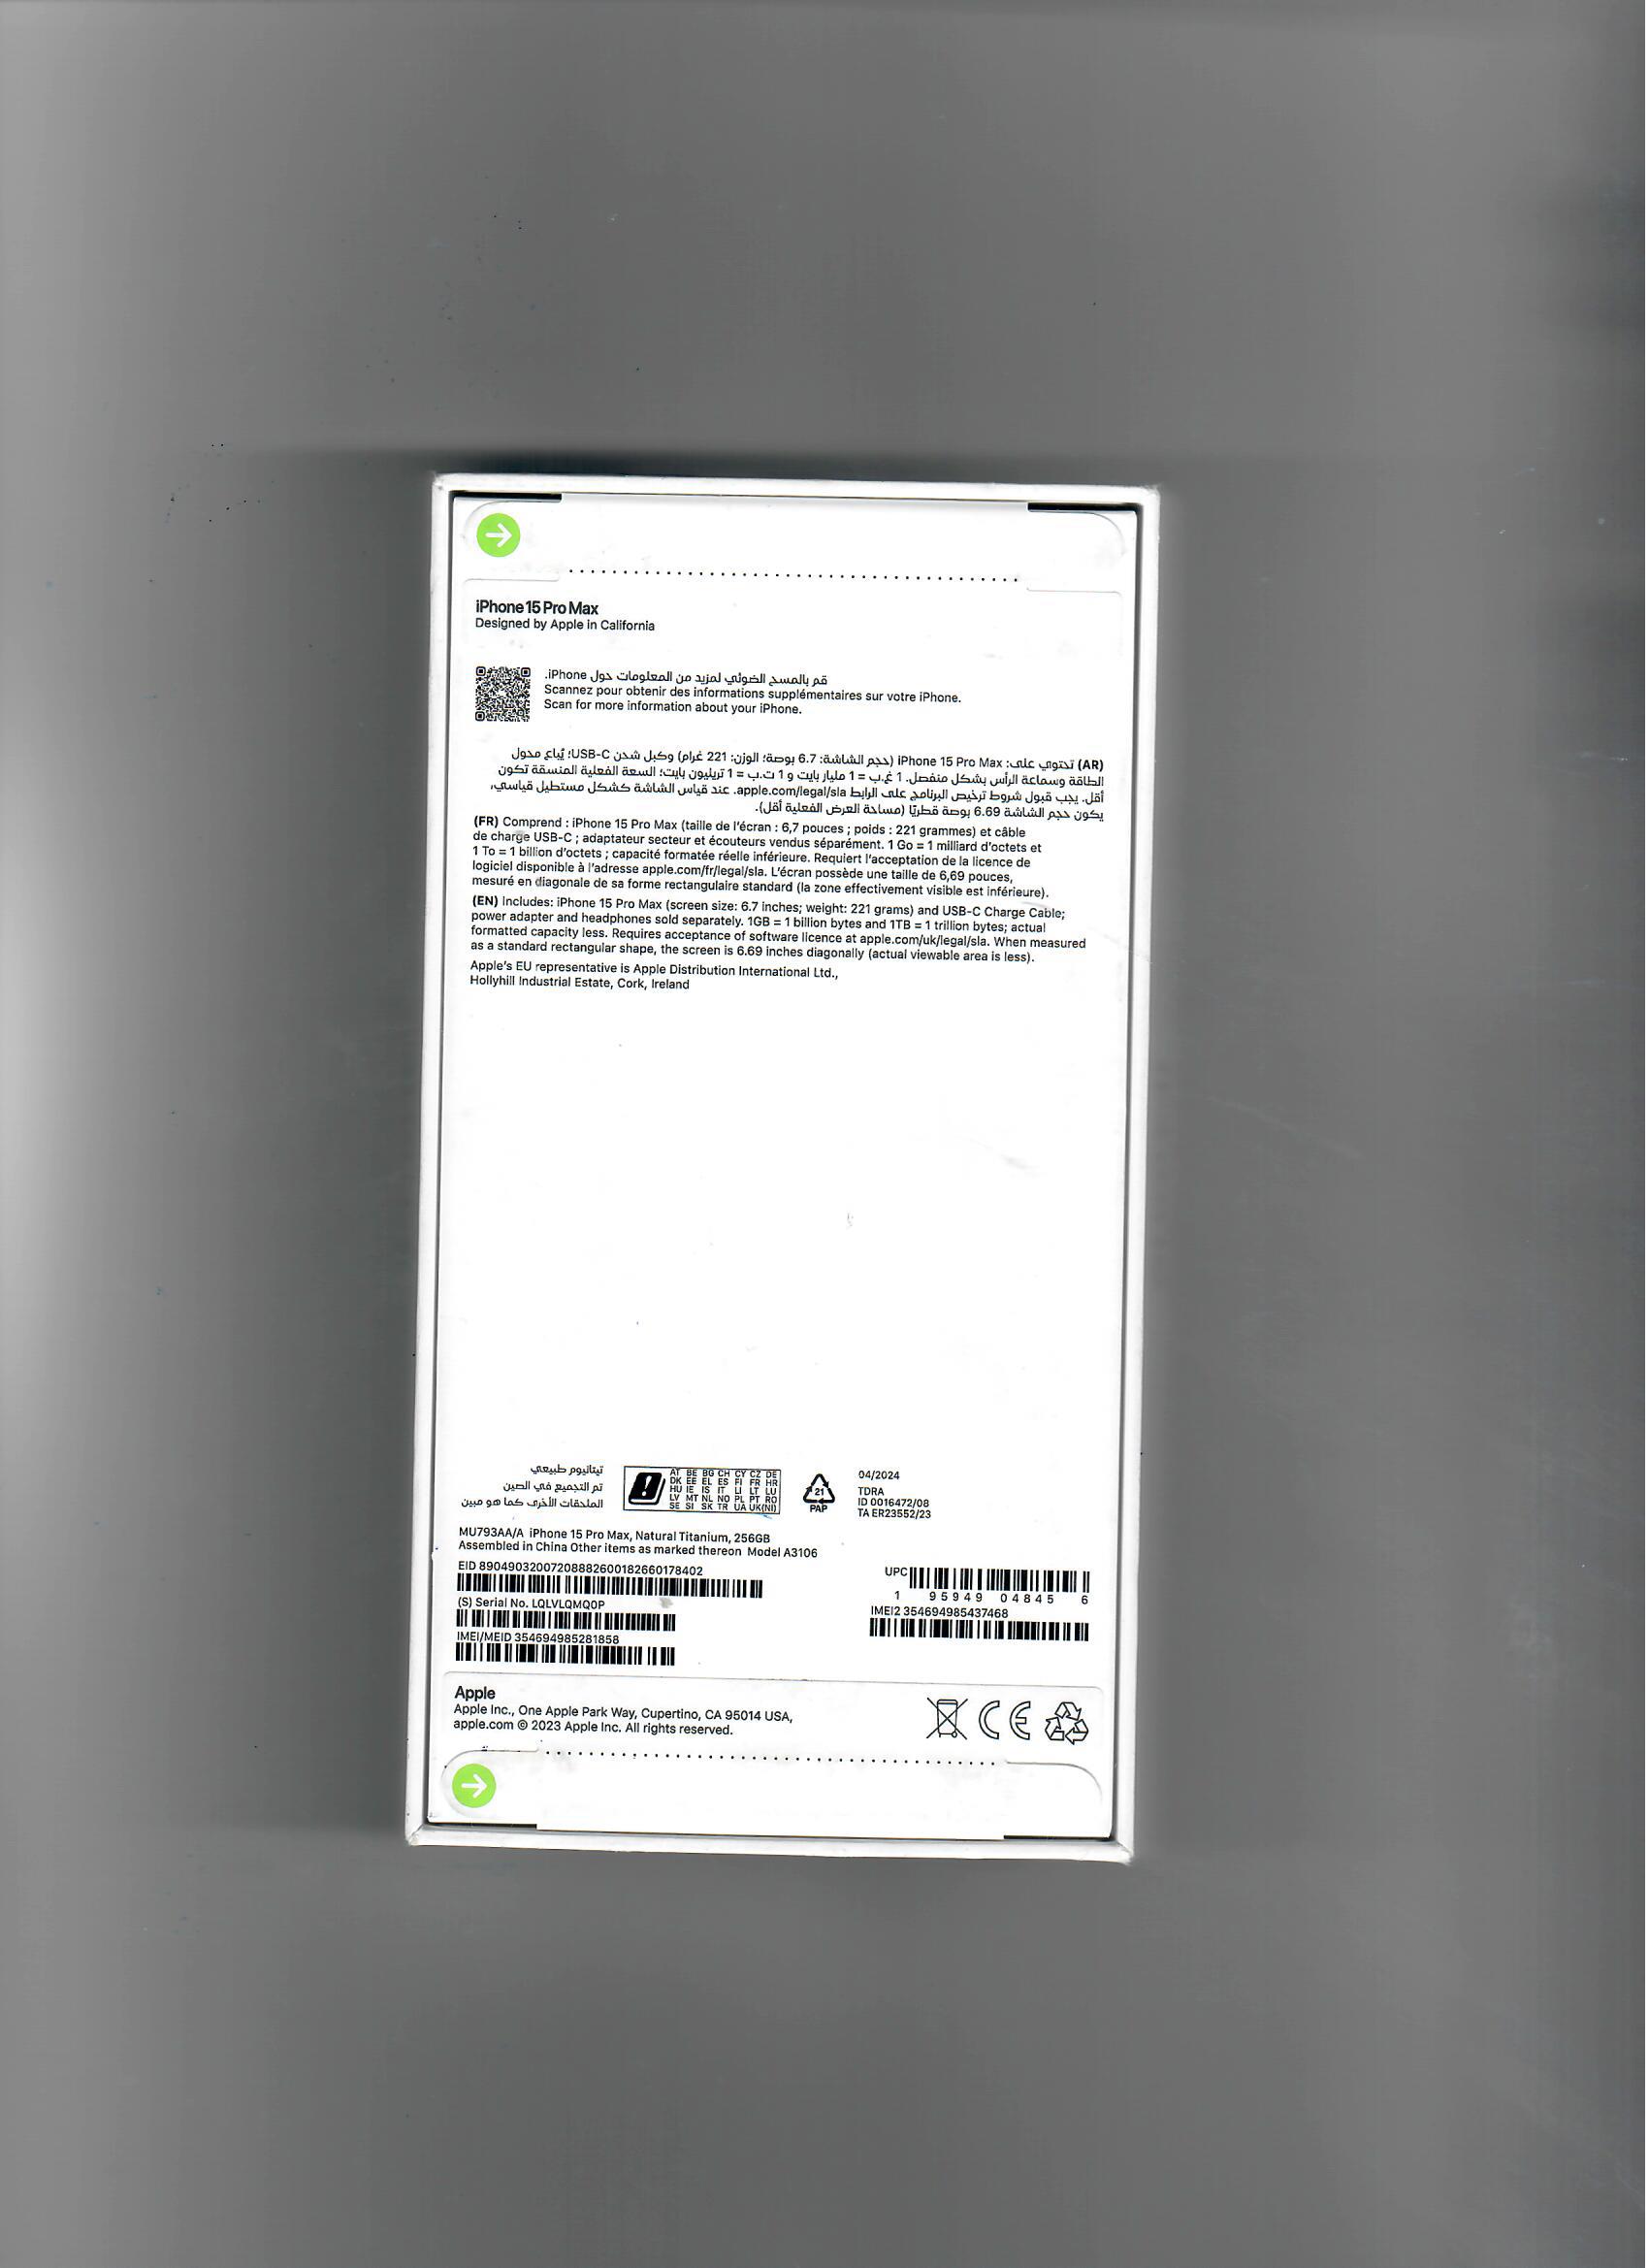 iPhone 15 Pro Max
Designed by Apple in California
قم بالمسح الضوئي لمزيد من المعلومات حول iPhone.
Scannez pour obtenir des informations supplémentaires sur votre iPhone.
Scan for more information about your iPhone.
(AR) تحتوي على: iPhone 15 Pro Max (حجم الشاشة: 6.7 بوصة؛ الوزن: 221 غرام) وكبل شحن USB-C؛ يُباع محول
الطاقة وسماعة الرأس بشكل منفصل. 1 غ.ب = 1 مليار بايت و 1 ت.ب = 1 تريليون بايت؛ السعة الفعلية المنسقة تكون
أقل. يجب قبول شروط ترخيص البرنامج على الرابط apple.com/legal/sla. عند قياس الشاشة كشكل مستطيل قياسي،
يكون حجم الشاشة 6.69 بوصة قطريًا (مساحة العرض الفعلية أقل).
(FR) Comprend : iPhone 15 Pro Max (taille de l'écran : 6,7 pouces ; poids : 221 grammes) et câble
de charge USB-C ; adaptateur secteur et écouteurs vendus séparément. 1 Go = 1 milliard d'octets et
1 To = 1 billion d'octets ; capacité formatée réelle inférieure. Requiert l'acceptation de la licence de
logiciel disponible à l'adresse apple.com/fr/legal/sla. L'écran possède une taille de 6,69 pouces,
mesuré en diagonale de sa forme rectangulaire standard (la zone effectivement visible est inférieure).
(EN) Includes: iPhone 15 Pro Max (screen size: 6.7 inches; weight: 221 grams) and USB-C Charge Cable;
power adapter and headphones sold separately. 1GB = 1 billion bytes and 1TB = 1 trillion bytes; actual
formatted capacity less. Requires acceptance of software licence at apple.com/uk/legal/sla. When measured
as a standard rectangular shape, the screen is 6.69 inches diagonally (actual viewable area is less).
Apple's EU representative is Apple Distribution International Ltd.,
Hollyhill Industrial Estate, Cork, Ireland
تيتانيوم طبيعي
تم التجميع في الصين
الملحقات الأخرى كما هو مبين
AT BE BG CH CY CZ DE
DK EE EL ES FI FR HR
HU IE IS IT LI LT LU
LV MT NL NO PL PT RO
SE SI SK TR UA UK(NI)
21
PAP
04/2024
TDRA
ID 0016472/08
TA ER23552/23
MU793AA/A iPhone 15 Pro Max, Natural Titanium, 256GB
Assembled in China Other items as marked thereon Model A3106
EID 89049032007208882600182660178402
(S) Serial No. LQLVLQMQ0P
IMEI/MEID 354694985281858
UPC
1 95949 04845 6
IMEI2 354694985437468
Apple
Apple Inc., One Apple Park Way, Cupertino, CA 95014 USA,
apple.com © 2023 Apple Inc. All rights reserved.
CE